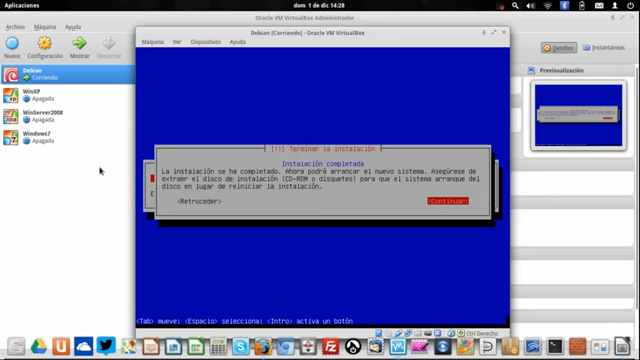 Aplicaciones
dom 1 de dic 14:28
Oracle VM VirtualBox Administrador
Archivo Máquina Ayuda
Nueva Configuración Mostrar Descartar
Detalles Instantáneas
Debian
Corriendo
WinXP
Apagada
WinServer2008
Apagada
Windows7
Apagada
Previsualización
Debian [Corriendo] - Oracle VM VirtualBox
Máquina Ver Dispositivos Ayuda
[!!] Terminar la instalación
Instalación completada
La instalación se ha completado. Ahora podrá arrancar el nuevo sistema. Asegúrese de
extraer el disco de instalación (CD-ROM o disquetes) para que el sistema arranque del
disco en lugar de reiniciar la instalación.
<Retroceder> <Continuar>
<Tab> mueve; <Espacio> selecciona; <Intro> activa un botón
Ctrl Derecho